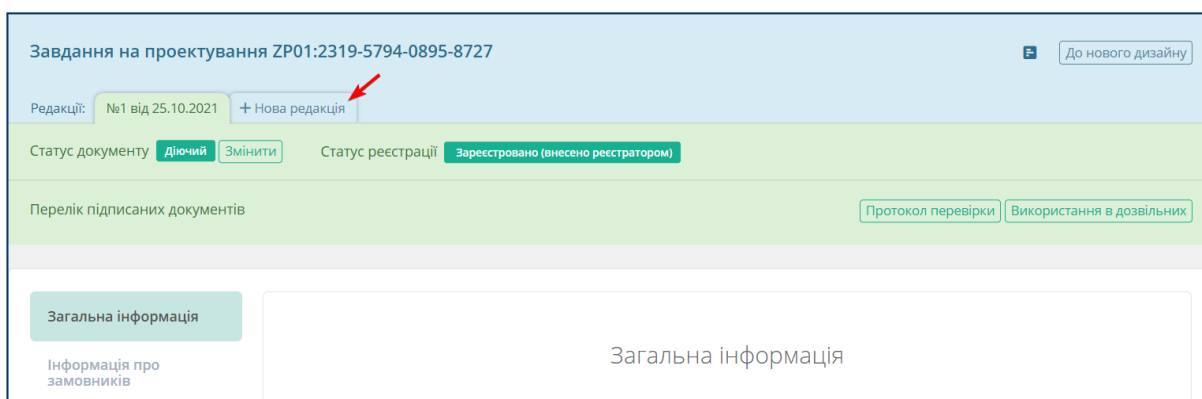 Завдання на проектування ZP01:2319-5794-0895-8727
До нового дизайну
Редакції: №1 від 25.10.2021 + Нова редакція
Статус документу Діючий Змінити Статус реєстрації Зареєстровано (внесено реєстратором)
Перелік підписаних документів Протокол перевірки Використання в дозвільних
Загальна інформація
Інформація про
замовників
Загальна інформація